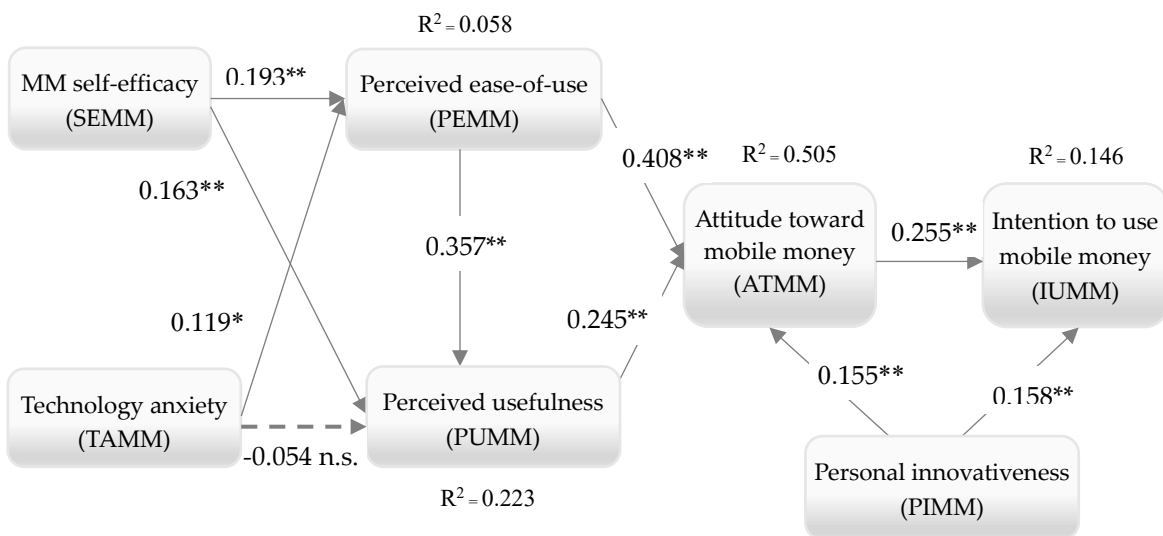 R² = 0.058
MM self-efficacy
(SEMM)
0.193**
Perceived ease-of-use
(PEMM)
0.408**
R² = 0.505
R² = 0.146
0.163**
0.357**
Attitude toward
mobile money
(ATMM)
0.255**
Intention to use
mobile money
(IUMM)
0.119*
0.245**
Technology anxiety
(TAMM)
-0.054 n.s.
Perceived usefulness
(PUMM)
R² = 0.223
0.155**
0.158**
Personal innovativeness
(PIMM)